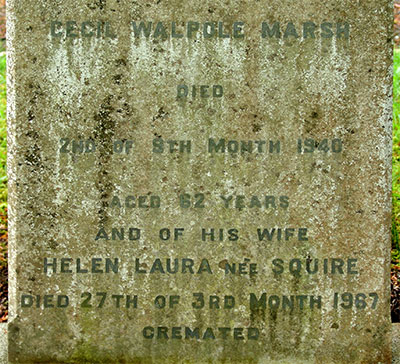 CECIL WALPOLE MARSH
DIED
2ND OF 8TH MONTH 1940
AGED 62 YEARS
AND OF HIS WIFE
HELEN LAURA NÉE SQUIRE
DIED 27TH OF 3RD MONTH 1967
CREMATED